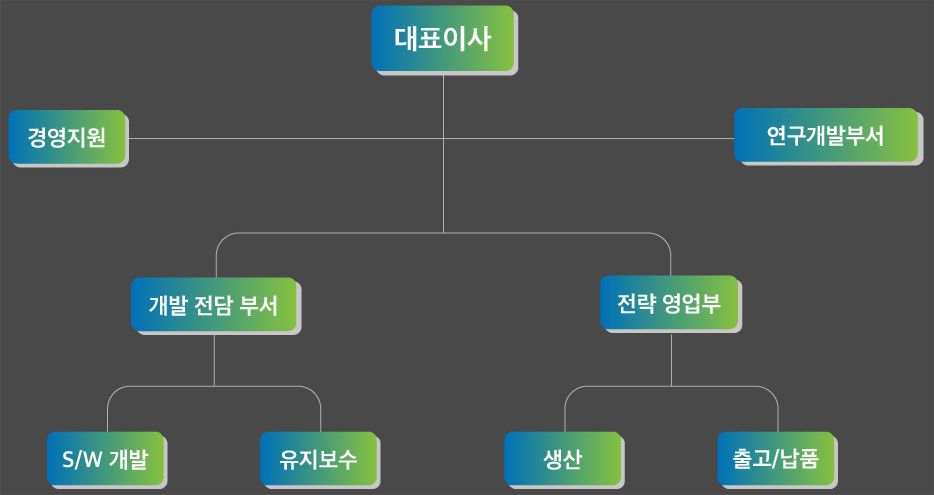 대표이사
경영지원
연구개발부서
개발 전담 부서
전략 영업부
S/W 개발
유지보수
생산
출고/납품